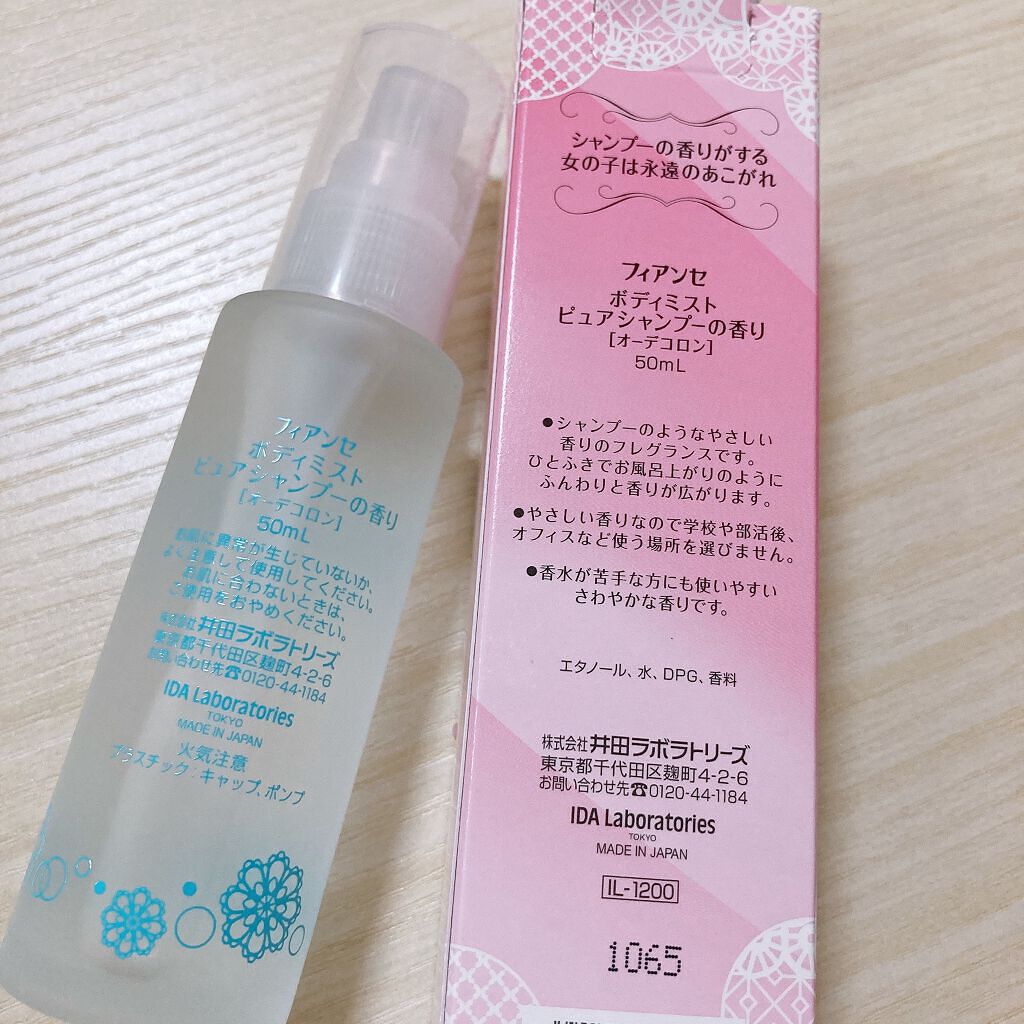 フィアンセ
ボディミスト
ピュアシャンプーの香り
[オーデコロン]
50mL
お肌に異常が生じていないか、
よく注意して使用してください。
お肌に合わないときは、
ご使用をおやめください。
株式会社 井田ラボラトリーズ
東京都千代田区麹町4-2-6
お問い合わせ先☎0120-44-1184
IDA Laboratories
TOKYO
MADE IN JAPAN
火気注意
プラスチック:キャップ、ポンプ
シャンプーの香りがする
女の子は永遠のあこがれ
フィアンセ
ボディミスト
ピュアシャンプーの香り
[オーデコロン]
50mL
●シャンプーのようなやさしい
香りのフレグランスです。
ひとふきでお風呂上がりのように
ふんわりと香りが広がります。
●やさしい香りなので学校や部活後、
オフィスなど使う場所を選びません。
●香水が苦手な方にも使いやすい
さわやかな香りです。
エタノール、水、DPG、香料
株式会社 井田ラボラトリーズ
東京都千代田区麹町4-2-6
お問い合わせ先☎0120-44-1184
IDA Laboratories
TOKYO
MADE IN JAPAN
IL-1200
1065